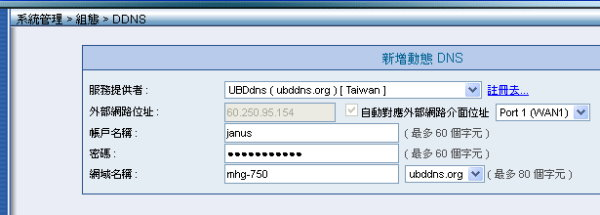 系統管理 » 組態 » DDNS
新增動態 DNS
服務提供者： UBDdns ( ubddns.org ) [ Taiwan ] 註冊去...
外部網路位址： 60.250.95.154 自動對應外部網路介面位址 Port 1 (WAN1)
帳戶名稱： janus ( 最多 60 個字元 )
密碼： ●●●●●●●●●●● ( 最多 60 個字元 )
網域名稱： mhg-750 ubddns.org ( 最多 80 個字元 )